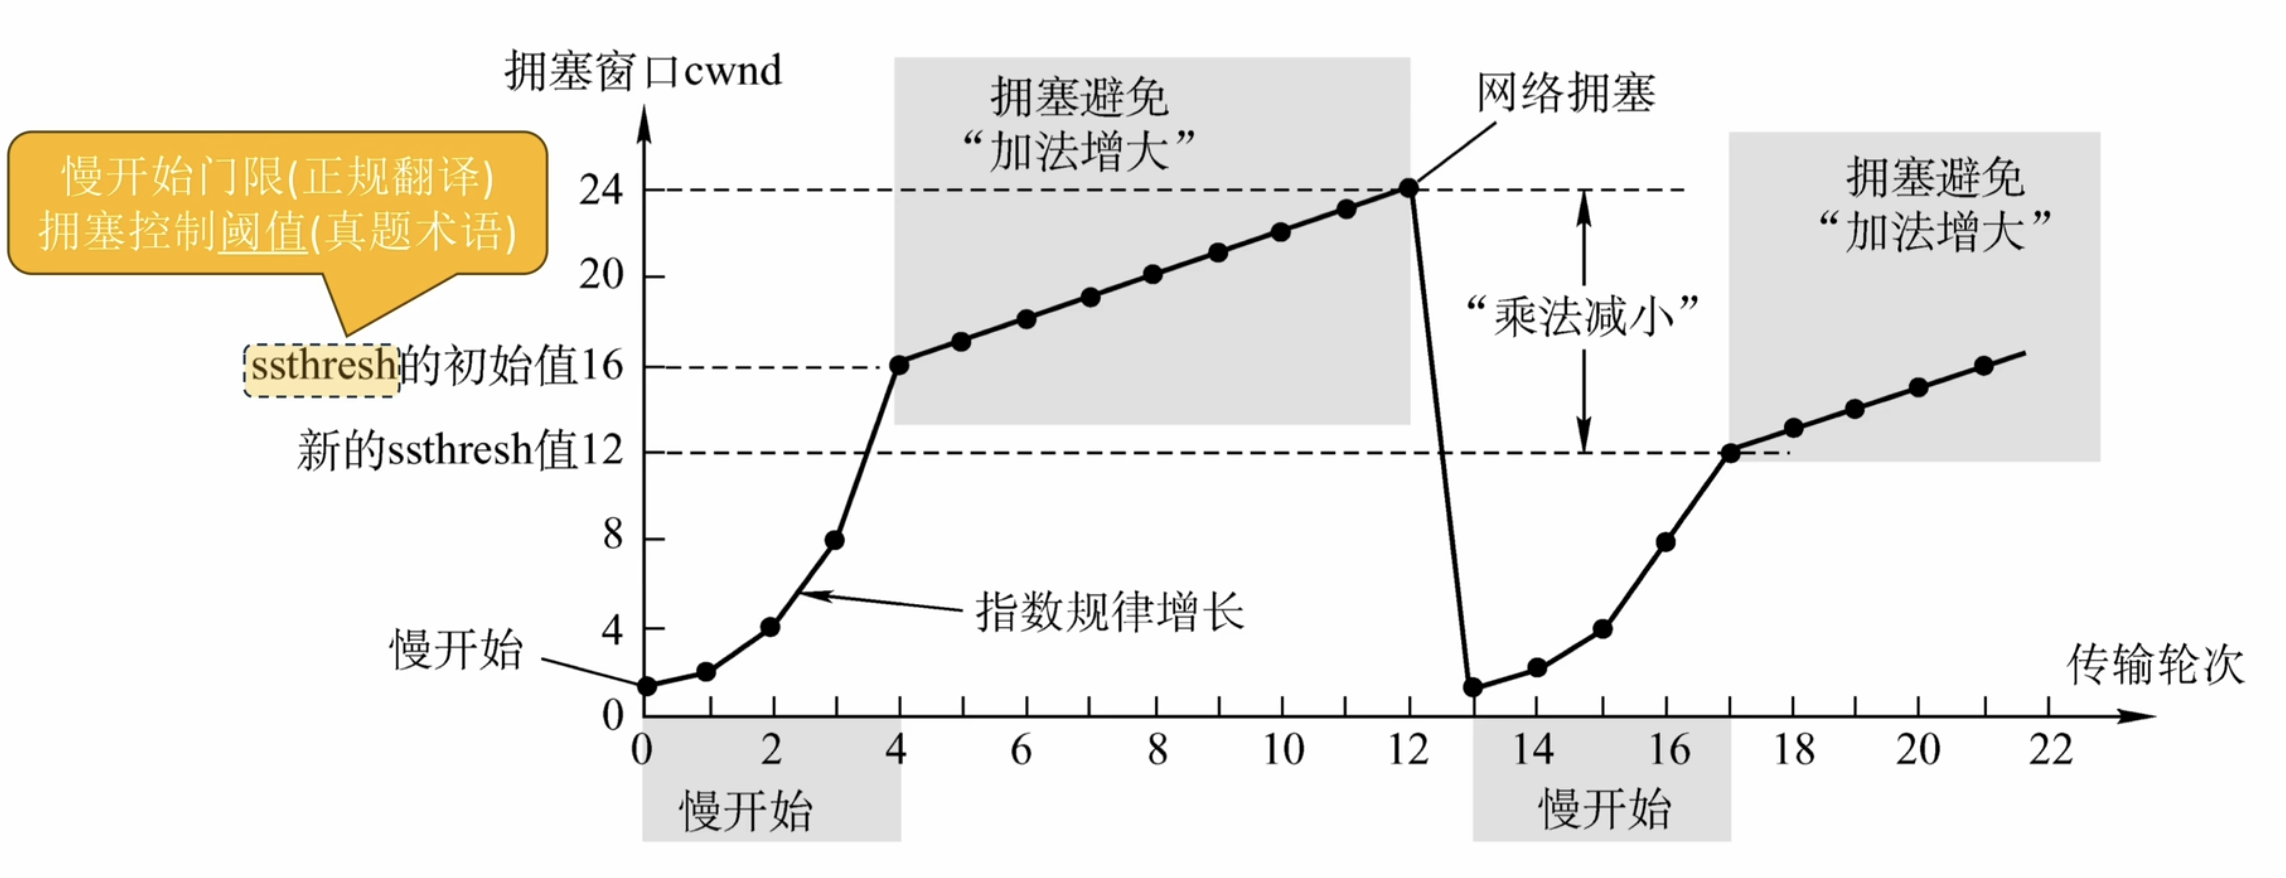 拥塞窗口cwnd
拥塞避免
“加法增大”
网络拥塞
慢开始门限(正规翻译)
拥塞控制阈值(真题术语)
拥塞避免
“加法增大”
24
20
“乘法减小”
ssthresh的初始值16
新的ssthresh值12
8
指数规律增长
4
慢开始
传输轮次
0
0 2 4 6 8 10 12 14 16 18 20 22
慢开始
慢开始